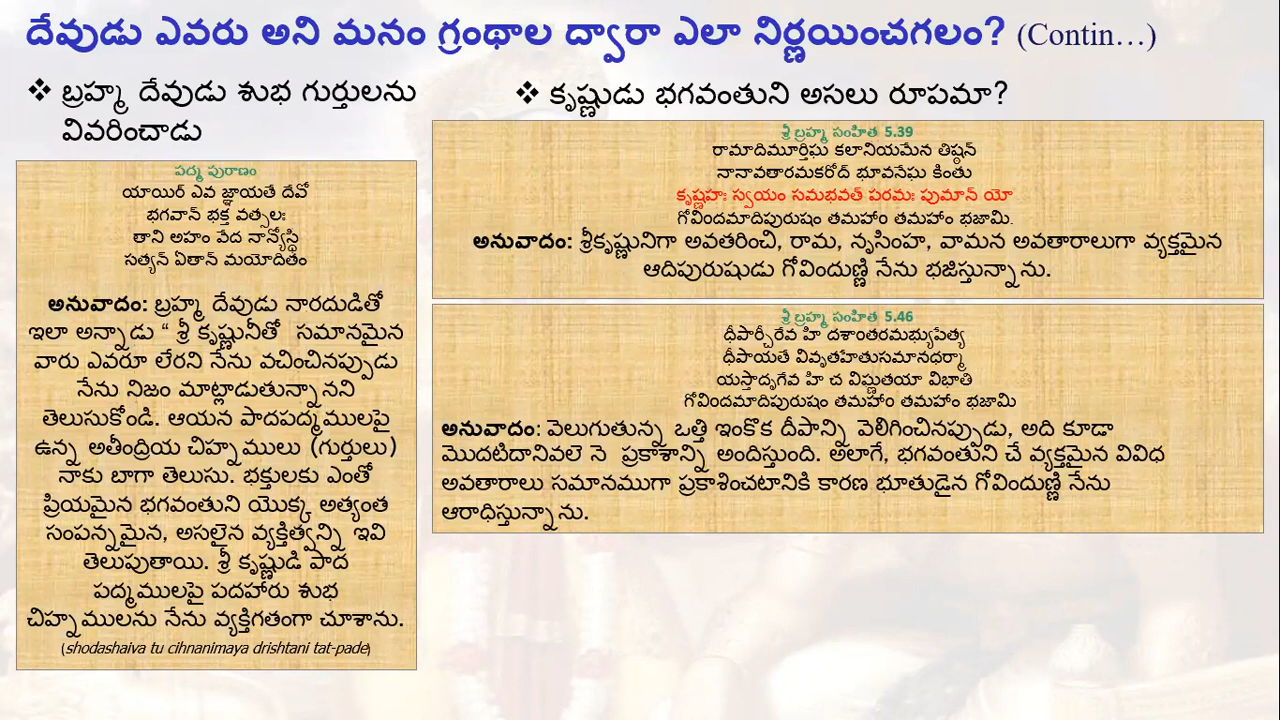 దేవుడు ఎవరు అని మనం గ్రంథాల ద్వారా ఎలా నిర్ణయించగలం? (Contin…)
❖ బ్రహ్మ దేవుడు శుభ గుర్తులను
వివరించాడు
పద్మ పురాణం
యాయిర్ ఎవ జ్ఞాయతే దేవో
భగవాన్ భక్త వత్సలః
తాని అహం వేద నాన్యోస్థి
సత్యన్ ఏతాన్ మయోదితం
అనువాదం: బ్రహ్మ దేవుడు నారదుడితో
ఇలా అన్నాడు “ శ్రీ కృష్ణునీతో సమానమైన
వారు ఎవరూ లేరని నేను వచించినప్పుడు
నేను నిజం మాట్లాడుతున్నానని
తెలుసుకోండి. ఆయన పాదపద్మములపై
ఉన్న అతీంద్రియ చిహ్నములు (గుర్తులు)
నాకు బాగా తెలుసు. భక్తులకు ఎంతో
ప్రియమైన భగవంతుని యొక్క అత్యంత
సంపన్నమైన, అసలైన వ్యక్తిత్వన్ని ఇవి
తెలుపుతాయి. శ్రీ కృష్ణుడి పాద
పద్మములపై పదహారు శుభ
చిహ్నములను నేను వ్యక్తిగతంగా చూశాను.
(shodashaiva tu cihnanimaya drishtani tat-pade)
❖ కృష్ణుడు భగవంతుని అసలు రూపమా?
శ్రీ బ్రహ్మ సంహిత 5.39
రామాదిమూర్తిషు కలానియమేన తిష్ఠన్
నానావతారమకరోద్ భూవనేషు కింతు
కృష్ణహః స్వయం సమభవత్ పరమః పుమాన్ యో
గోవిందమాదిపురుషం తమహం తమహం భజామి.
అనువాదం: శ్రీకృష్ణునిగా అవతరించి, రామ, నృసింహ, వామన అవతారాలుగా వ్యక్తమైన
ఆదిపురుషుడు గోవిందుణ్ణి నేను భజిస్తున్నాను.
శ్రీ బ్రహ్మ సంహిత 5.46
ధీపార్చీరేవ హి దశాంతరమభ్యుపేత్య
ధీపాయతే వివృతహేతుసమానధర్మా
యస్తాదృగేవ హి చ విష్ణుతయా విభాతి
గోవిందమాదిపురుషం తమహం తమహం భజామి
అనువాదం: వెలుగుతున్న ఒత్తి ఇంకొక దీపాన్ని వెలిగించినప్పుడు, అది కూడా
మొదటిదానివలె నె ప్రకాశాన్ని అందిస్తుంది. అలాగే, భగవంతుని చే వ్యక్తమైన వివిధ
అవతారాలు సమానముగా ప్రకాశించటానికి కారణ భూతుడైన గోవిందుణ్ణి నేను
ఆరాధిస్తున్నాను.